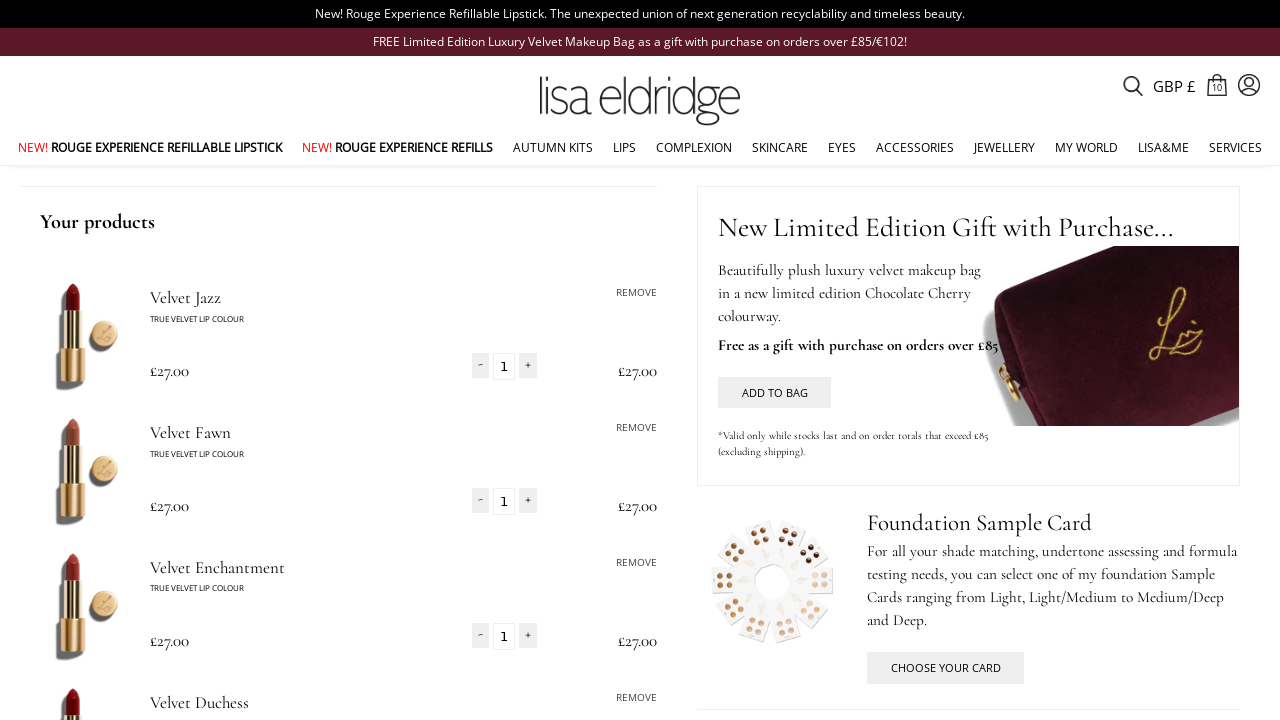 New! Rouge Experience Refillable Lipstick. The unexpected union of next generation recyclability and timeless beauty.
FREE Limited Edition Luxury Velvet Makeup Bag as a gift with purchase on orders over £85/€102!
lisa eldridge
GBP £
10
NEW! ROUGE EXPERIENCE REFILLABLE LIPSTICK NEW! ROUGE EXPERIENCE REFILLS AUTUMN KITS LIPS COMPLEXION SKINCARE EYES ACCESSORIES JEWELLERY MY WORLD LISA&ME SERVICES
Your products
Velvet Jazz
REMOVE
TRUE VELVET LIP COLOUR
£27.00 - 1 + £27.00
Velvet Fawn
REMOVE
TRUE VELVET LIP COLOUR
£27.00 - 1 + £27.00
Velvet Enchantment
REMOVE
TRUE VELVET LIP COLOUR
£27.00 - 1 + £27.00
Velvet Duchess
REMOVE
New Limited Edition Gift with Purchase...
Beautifully plush luxury velvet makeup bag
in a new limited edition Chocolate Cherry
colourway.
Free as a gift with purchase on orders over £85
ADD TO BAG
*Valid only while stocks last and on order totals that exceed £85
(excluding shipping).
Liz
Foundation Sample Card
For all your shade matching, undertone assessing and formula
testing needs, you can select one of my foundation Sample
Cards ranging from Light, Light/Medium to Medium/Deep
and Deep.
CHOOSE YOUR CARD